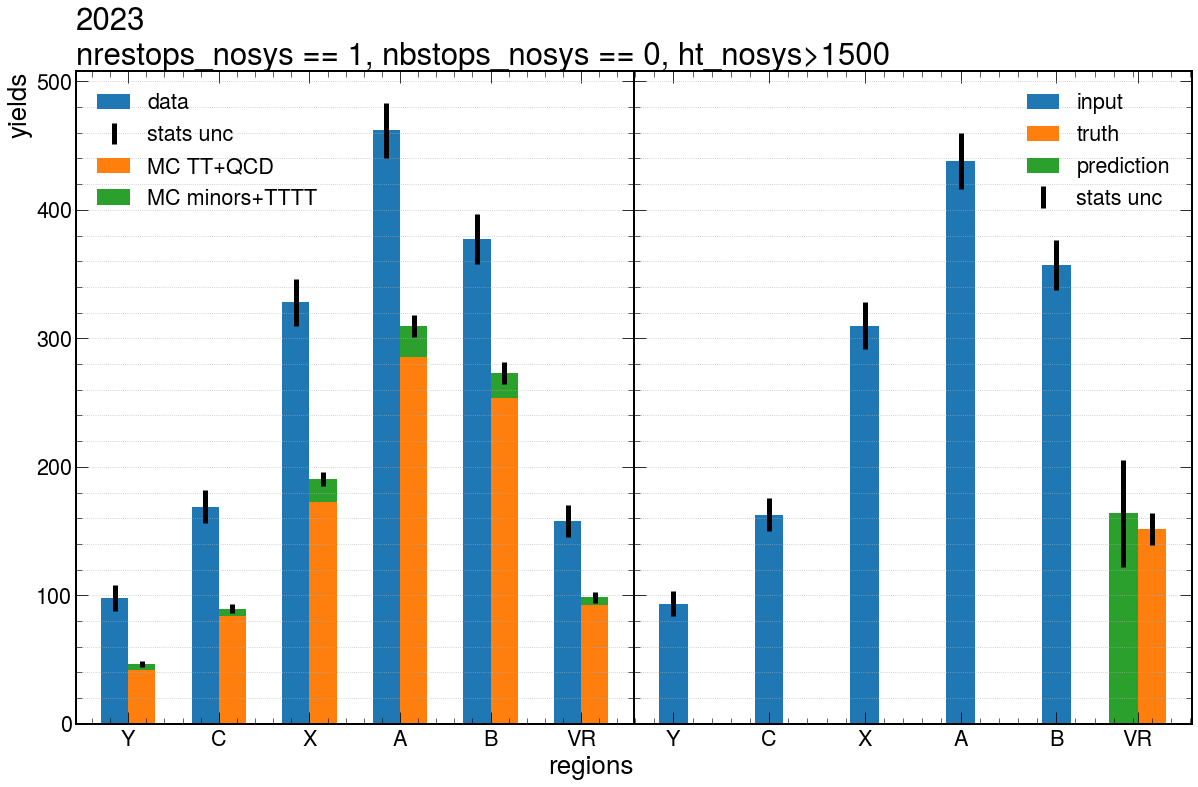 2023
nrestops_nosys == 1, nbstops_nosys == 0, ht_nosys>1500
yields
500
400
300
200
100
0
data
stats unc
MC TT+QCD
MC minors+TTTT
input
truth
prediction
stats unc
Y C X A B VR
Y C X A B VR
regions